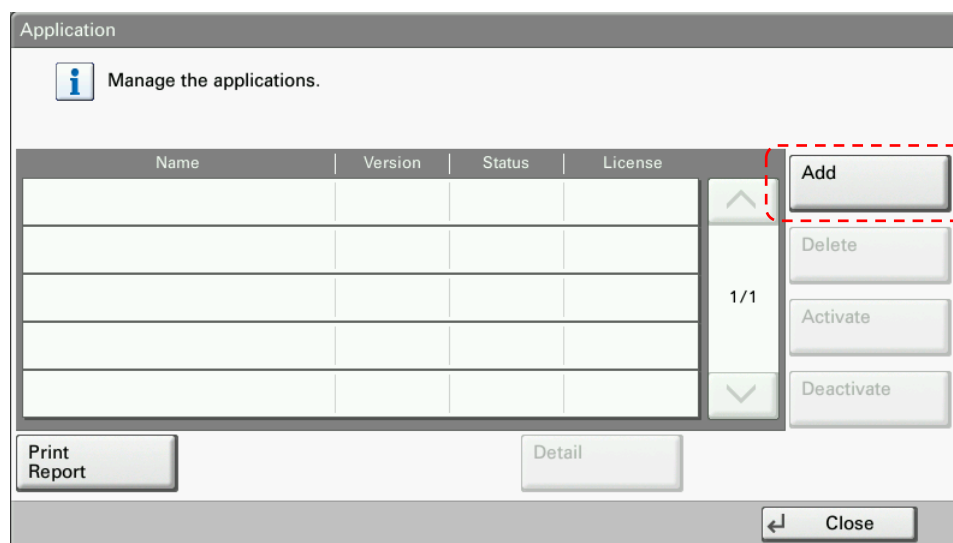 Application
Manage the applications.
Name Version Status License
Add
Delete
1/1
Activate
Deactivate
Print
Report
Detail
Close